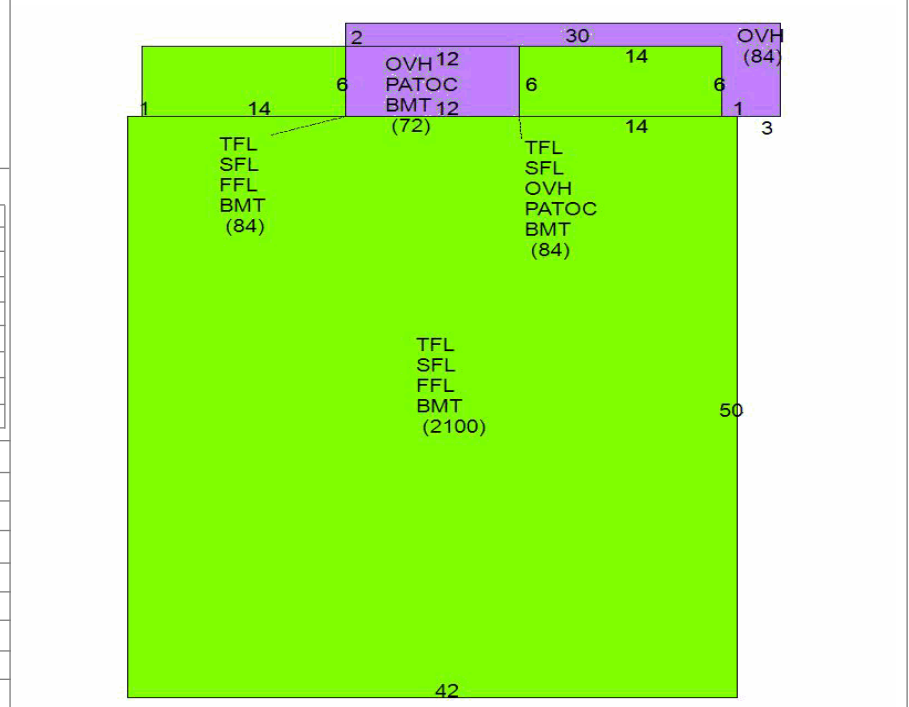 2
30
OVH
(84)
OVH
12
PATOC
BMT
12
(72)
14
6
6
6
1
14
1
14
3
TFL
SFL
FFL
BMT
(84)
TFL
SFL
OVH
PATOC
BMT
(84)
TFL
SFL
FFL
BMT
(2100)
50
42